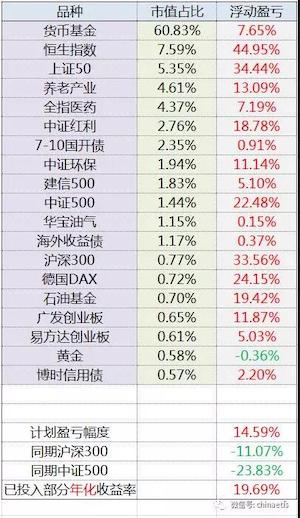 品种 市值占比 浮动盈亏
货币基金 60.83% 7.65%
恒生指数 7.59% 44.95%
上证50 5.35% 34.44%
养老产业 4.61% 13.09%
全指医药 4.37% 7.19%
中证红利 2.76% 18.78%
7-10国开债 2.35% 0.91%
中证环保 1.94% 11.14%
建信500 1.83% 5.10%
中证500 1.44% 22.48%
华宝油气 1.15% 0.15%
海外收益债 1.17% 0.37%
沪深300 0.77% 33.56%
德国DAX 0.72% 24.15%
石油基金 0.70% 19.42%
广发创业板 0.65% 11.87%
易方达创业板 0.61% 5.03%
黄金 0.58% -0.36%
博时信用债 0.57% 2.20%
计划盈亏幅度 14.59%
同期沪深300 -11.07%
同期中证500 -23.83%
已投入部分年化收益率 19.69%
微信号: chinaetfs